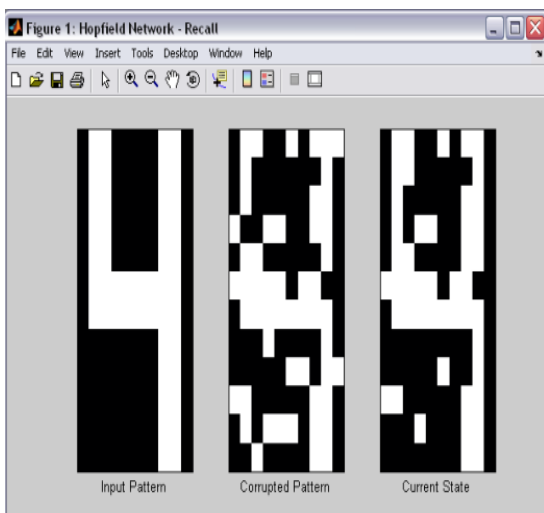 Figure 1: Hopfield Network - Recall
File Edit View Insert Tools Desktop Window Help
Input Pattern Corrupted Pattern Current State